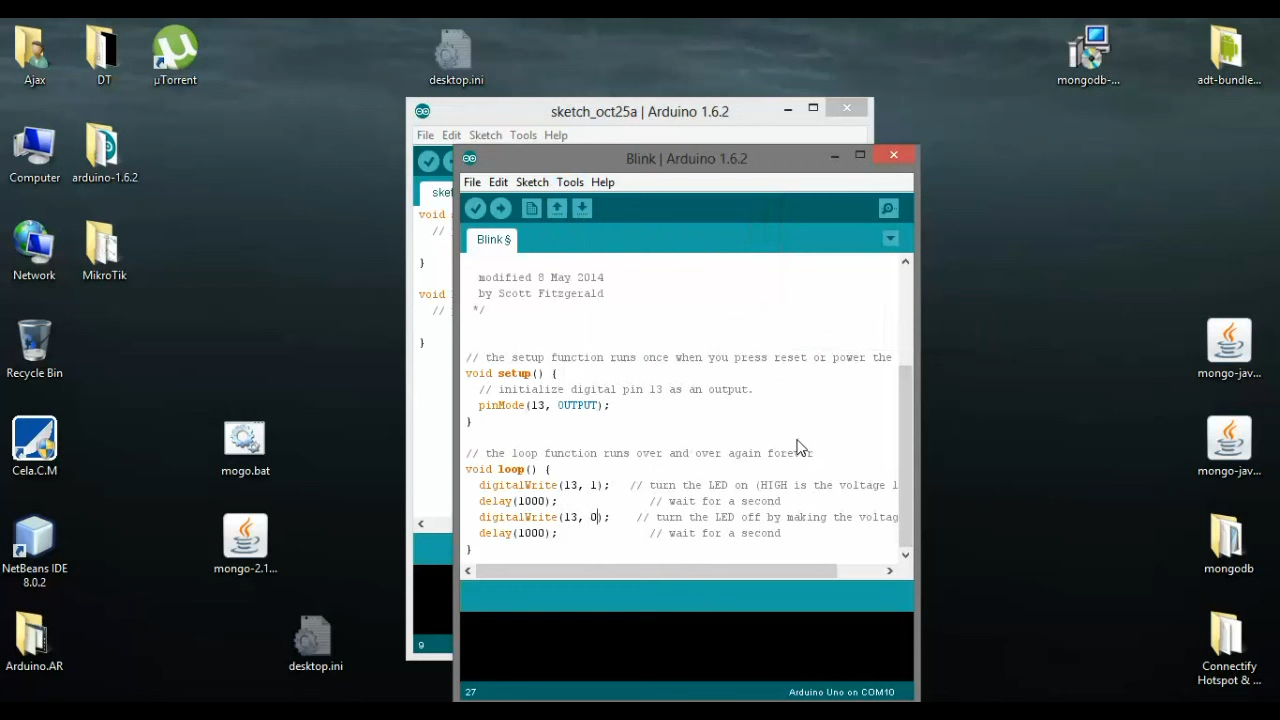 Ajax
DT
µTorrent
desktop.ini
mongodb-...
adt-bundle...
Computer
arduino-1.6.2
Network
MikroTik
Recycle Bin
mongo-jav...
Cela.C.M
mogo.bat
mongo-jav...
NetBeans IDE
8.0.2
mongo-2.1...
mongodb
Arduino.AR
desktop.ini
Connectify
Hotspot & ...
sketch_oct25a | Arduino 1.6.2
File Edit Sketch Tools Help
sket
void s
//
}
void
//
}
9
Blink | Arduino 1.6.2
File Edit Sketch Tools Help
Blink §
modified 8 May 2014
by Scott Fitzgerald
*/
// the setup function runs once when you press reset or power the
void setup() {
// initialize digital pin 13 as an output.
pinMode(13, OUTPUT);
}
// the loop function runs over and over again forever
void loop() {
digitalWrite(13, 1); // turn the LED on (HIGH is the voltage l
delay(1000); // wait for a second
digitalWrite(13, 0); // turn the LED off by making the voltag
delay(1000); // wait for a second
}
27
Arduino Uno on COM10